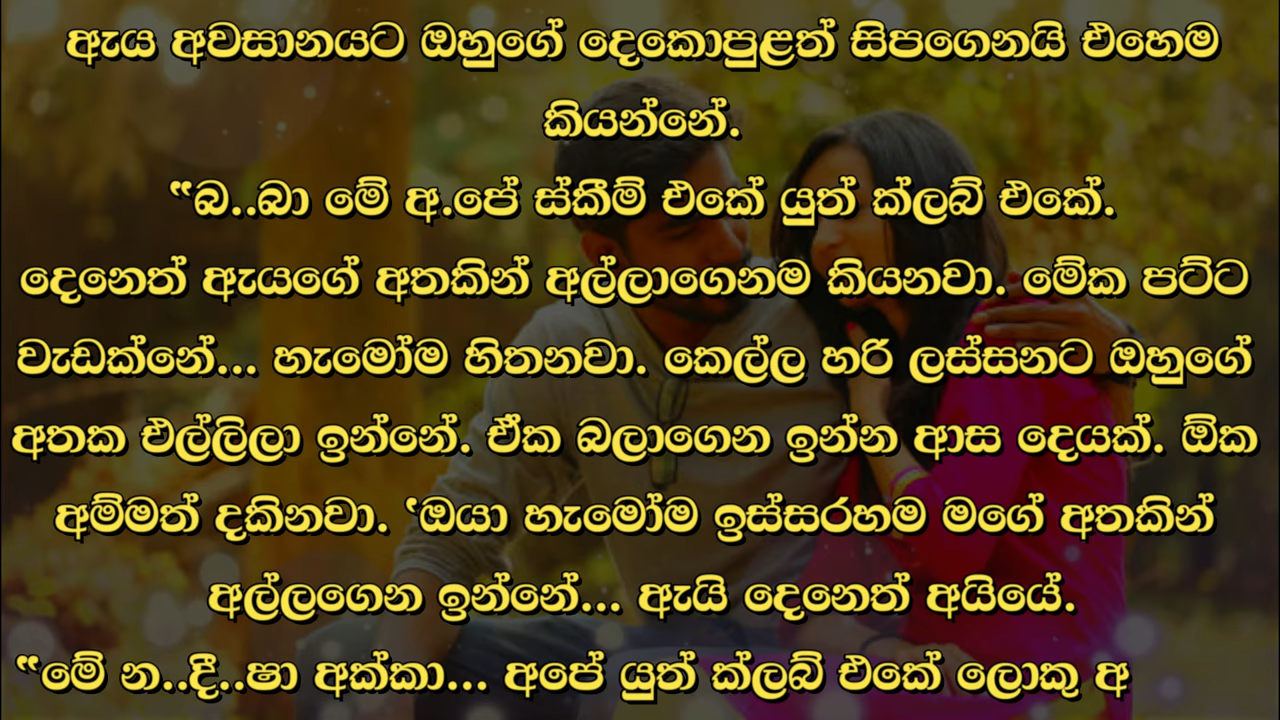 ඇය අවසානයට ඔහුගේ දෙකොපුළත් සිපගෙනයි එහෙම
කියන්නේ.
“බ..බා මේ අ.පේ ස්කීම් එකේ යුත් ක්ලබ් එකේ.
දෙනෙත් ඇයගේ අතකින් අල්ලාගෙනම කියනවා. මේක පට්ට
වැඩක්නේ... හැමෝම හිතනවා. කෙල්ල හරි ලස්සනට ඔහුගේ
අතක එල්ලිලා ඉන්නේ. ඒක බලාගෙන ඉන්න ආස දෙයක්. ඕක
අම්මත් දකිනවා. ‘ඔයා හැමෝම ඉස්සරහම මගේ අතකින්
අල්ලගෙන ඉන්නේ... ඇයි දෙනෙත් අයියේ.
“මේ න..දී..ෂා අක්කා... අපේ යුත් ක්ලබ් එකේ ලොකු අ